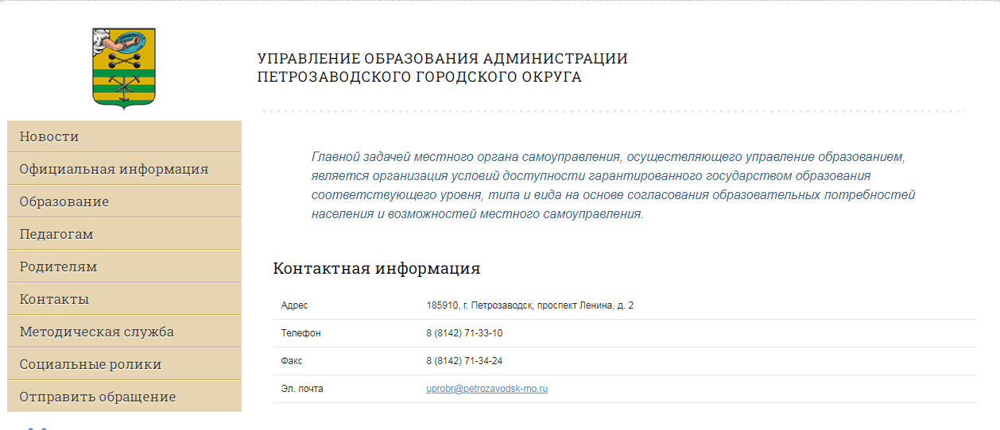 УПРАВЛЕНИЕ ОБРАЗОВАНИЯ АДМИНИСТРАЦИИ
ПЕТРОЗАВОДСКОГО ГОРОДСКОГО ОКРУГА
Новости
Официальная информация
Образование
Педагогам
Родителям
Контакты
Методическая служба
Социальные ролики
Отправить обращение
Главной задачей местного органа самоуправления, осуществляющего управление образованием,
является организация условий доступности гарантированного государством образования
соответствующего уровня, типа и вида на основе согласования образовательных потребностей
населения и возможностей местного самоуправления.
Контактная информация
Адрес 185910, г. Петрозаводск, проспект Ленина, д. 2
Телефон 8 (8142) 71-33-10
Факс 8 (8142) 71-34-24
Эл. почта uprobr@petrozavodsk-mo.ru